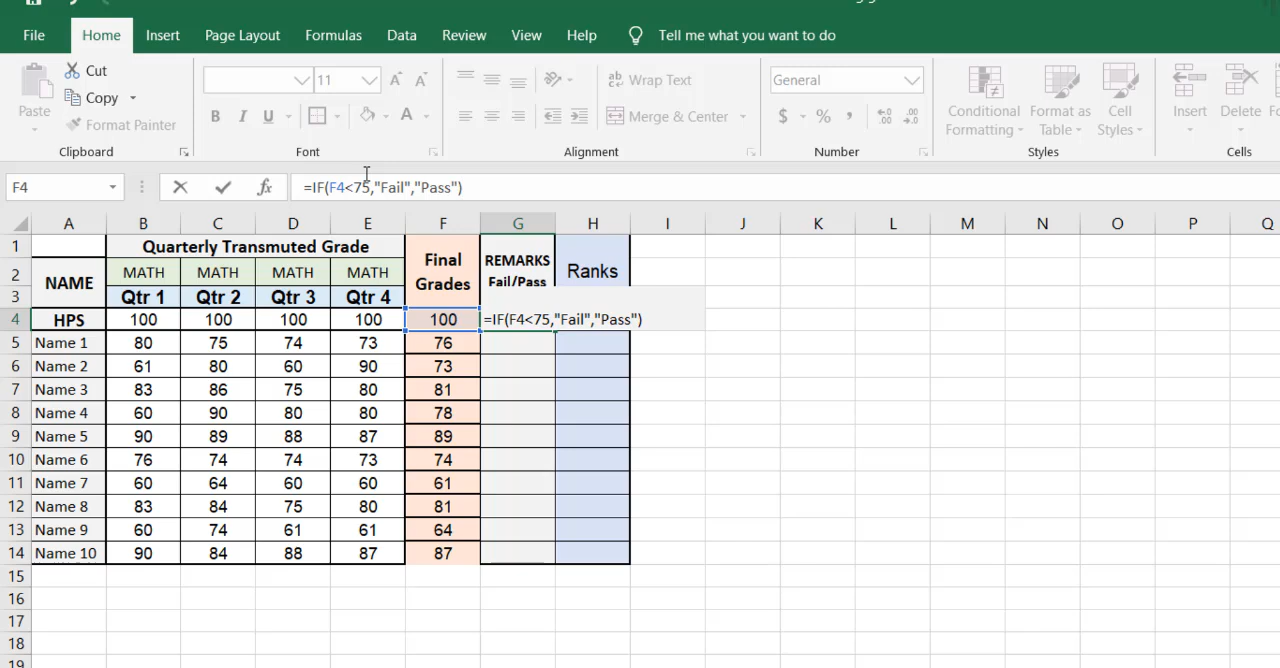 File Home Insert Page Layout Formulas Data Review View Help Tell me what you want to do
Cut
Copy
Format Painter
Paste
Clipboard
11
Font
Wrap Text
Merge & Center
Alignment
General
Number
Conditional Formatting
Format as Table
Cell Styles
Styles
Insert Delete
Cells
F4 fx =IF(F4<75,"Fail","Pass")
A B C D E F G H I J K L M N O P Q
1 Quarterly Transmuted Grade Final Grades REMARKS Fail/Pass Ranks
2 NAME MATH MATH MATH MATH
3 Qtr 1 Qtr 2 Qtr 3 Qtr 4
4 HPS 100 100 100 100 100 =IF(F4<75,"Fail","Pass")
5 Name 1 80 75 74 73 76
6 Name 2 61 80 60 90 73
7 Name 3 83 86 75 80 81
8 Name 4 60 90 80 80 78
9 Name 5 90 89 88 87 89
10 Name 6 76 74 74 73 74
11 Name 7 60 64 60 60 61
12 Name 8 83 84 75 80 81
13 Name 9 60 74 61 61 64
14 Name 10 90 84 88 87 87
15
16
17
18
19